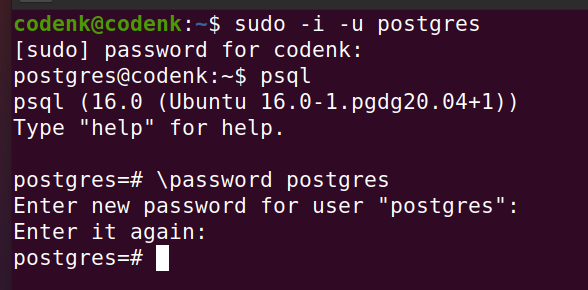 codenk@codenk:~$ sudo -i -u postgres
[sudo] password for codenk:
postgres@codenk:~$ psql
psql (16.0 (Ubuntu 16.0-1.pgdg20.04+1))
Type "help" for help.

postgres=# \password postgres
Enter new password for user "postgres":
Enter it again:
postgres=#